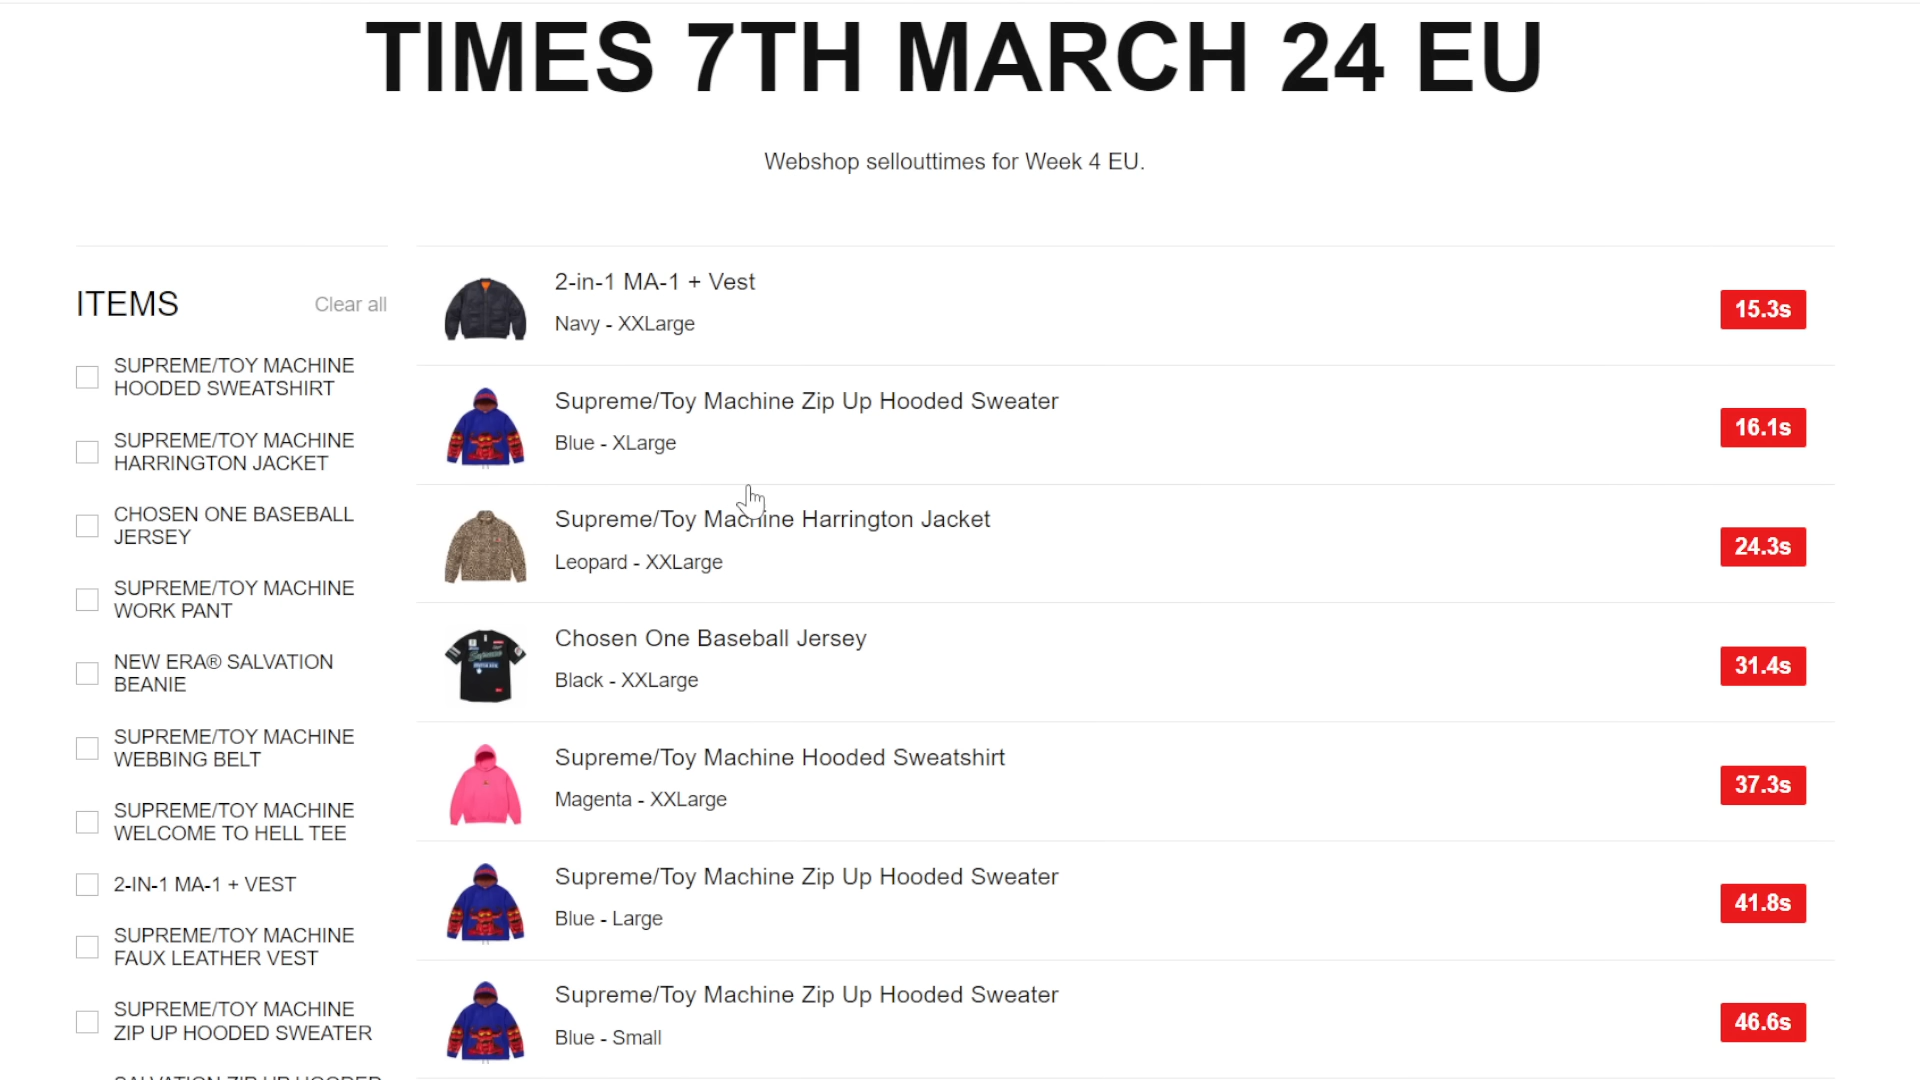 TIMES 7TH MARCH 24 EU
Webshop sellouttimes for Week 4 EU.
ITEMS
Clear all
SUPREME/TOY MACHINE
HOODED SWEATSHIRT
SUPREME/TOY MACHINE
HARRINGTON JACKET
CHOSEN ONE BASEBALL
JERSEY
SUPREME/TOY MACHINE
WORK PANT
NEW ERA® SALVATION
BEANIE
SUPREME/TOY MACHINE
WEBBING BELT
SUPREME/TOY MACHINE
WELCOME TO HELL TEE
2-IN-1 MA-1 + VEST
SUPREME/TOY MACHINE
FAUX LEATHER VEST
SUPREME/TOY MACHINE
ZIP UP HOODED SWEATER
SALVATION ZIP UP HOODED
2-in-1 MA-1 + Vest
Navy - XXLarge
15.3s
Supreme/Toy Machine Zip Up Hooded Sweater
Blue - XLarge
16.1s
Supreme/Toy Machine Harrington Jacket
Leopard - XXLarge
24.3s
Chosen One Baseball Jersey
Black - XXLarge
31.4s
Supreme/Toy Machine Hooded Sweatshirt
Magenta - XXLarge
37.3s
Supreme/Toy Machine Zip Up Hooded Sweater
Blue - Large
41.8s
Supreme/Toy Machine Zip Up Hooded Sweater
Blue - Small
46.6s